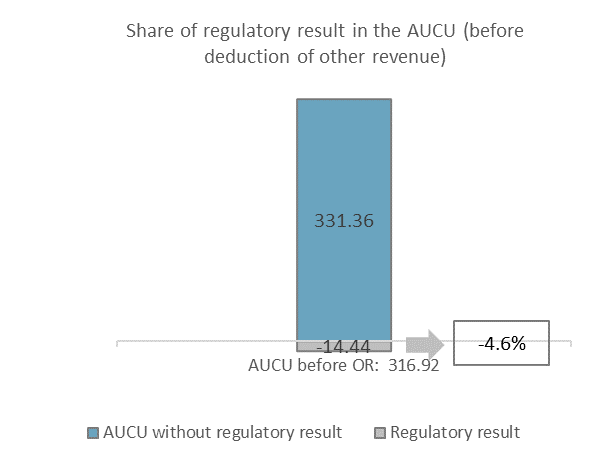 Share of regulatory result in the AUCU (before
deduction of other revenue)
331.36
-14.44
-4.6%
AUCU before OR: 316.92
AUCU without regulatory result
Regulatory result